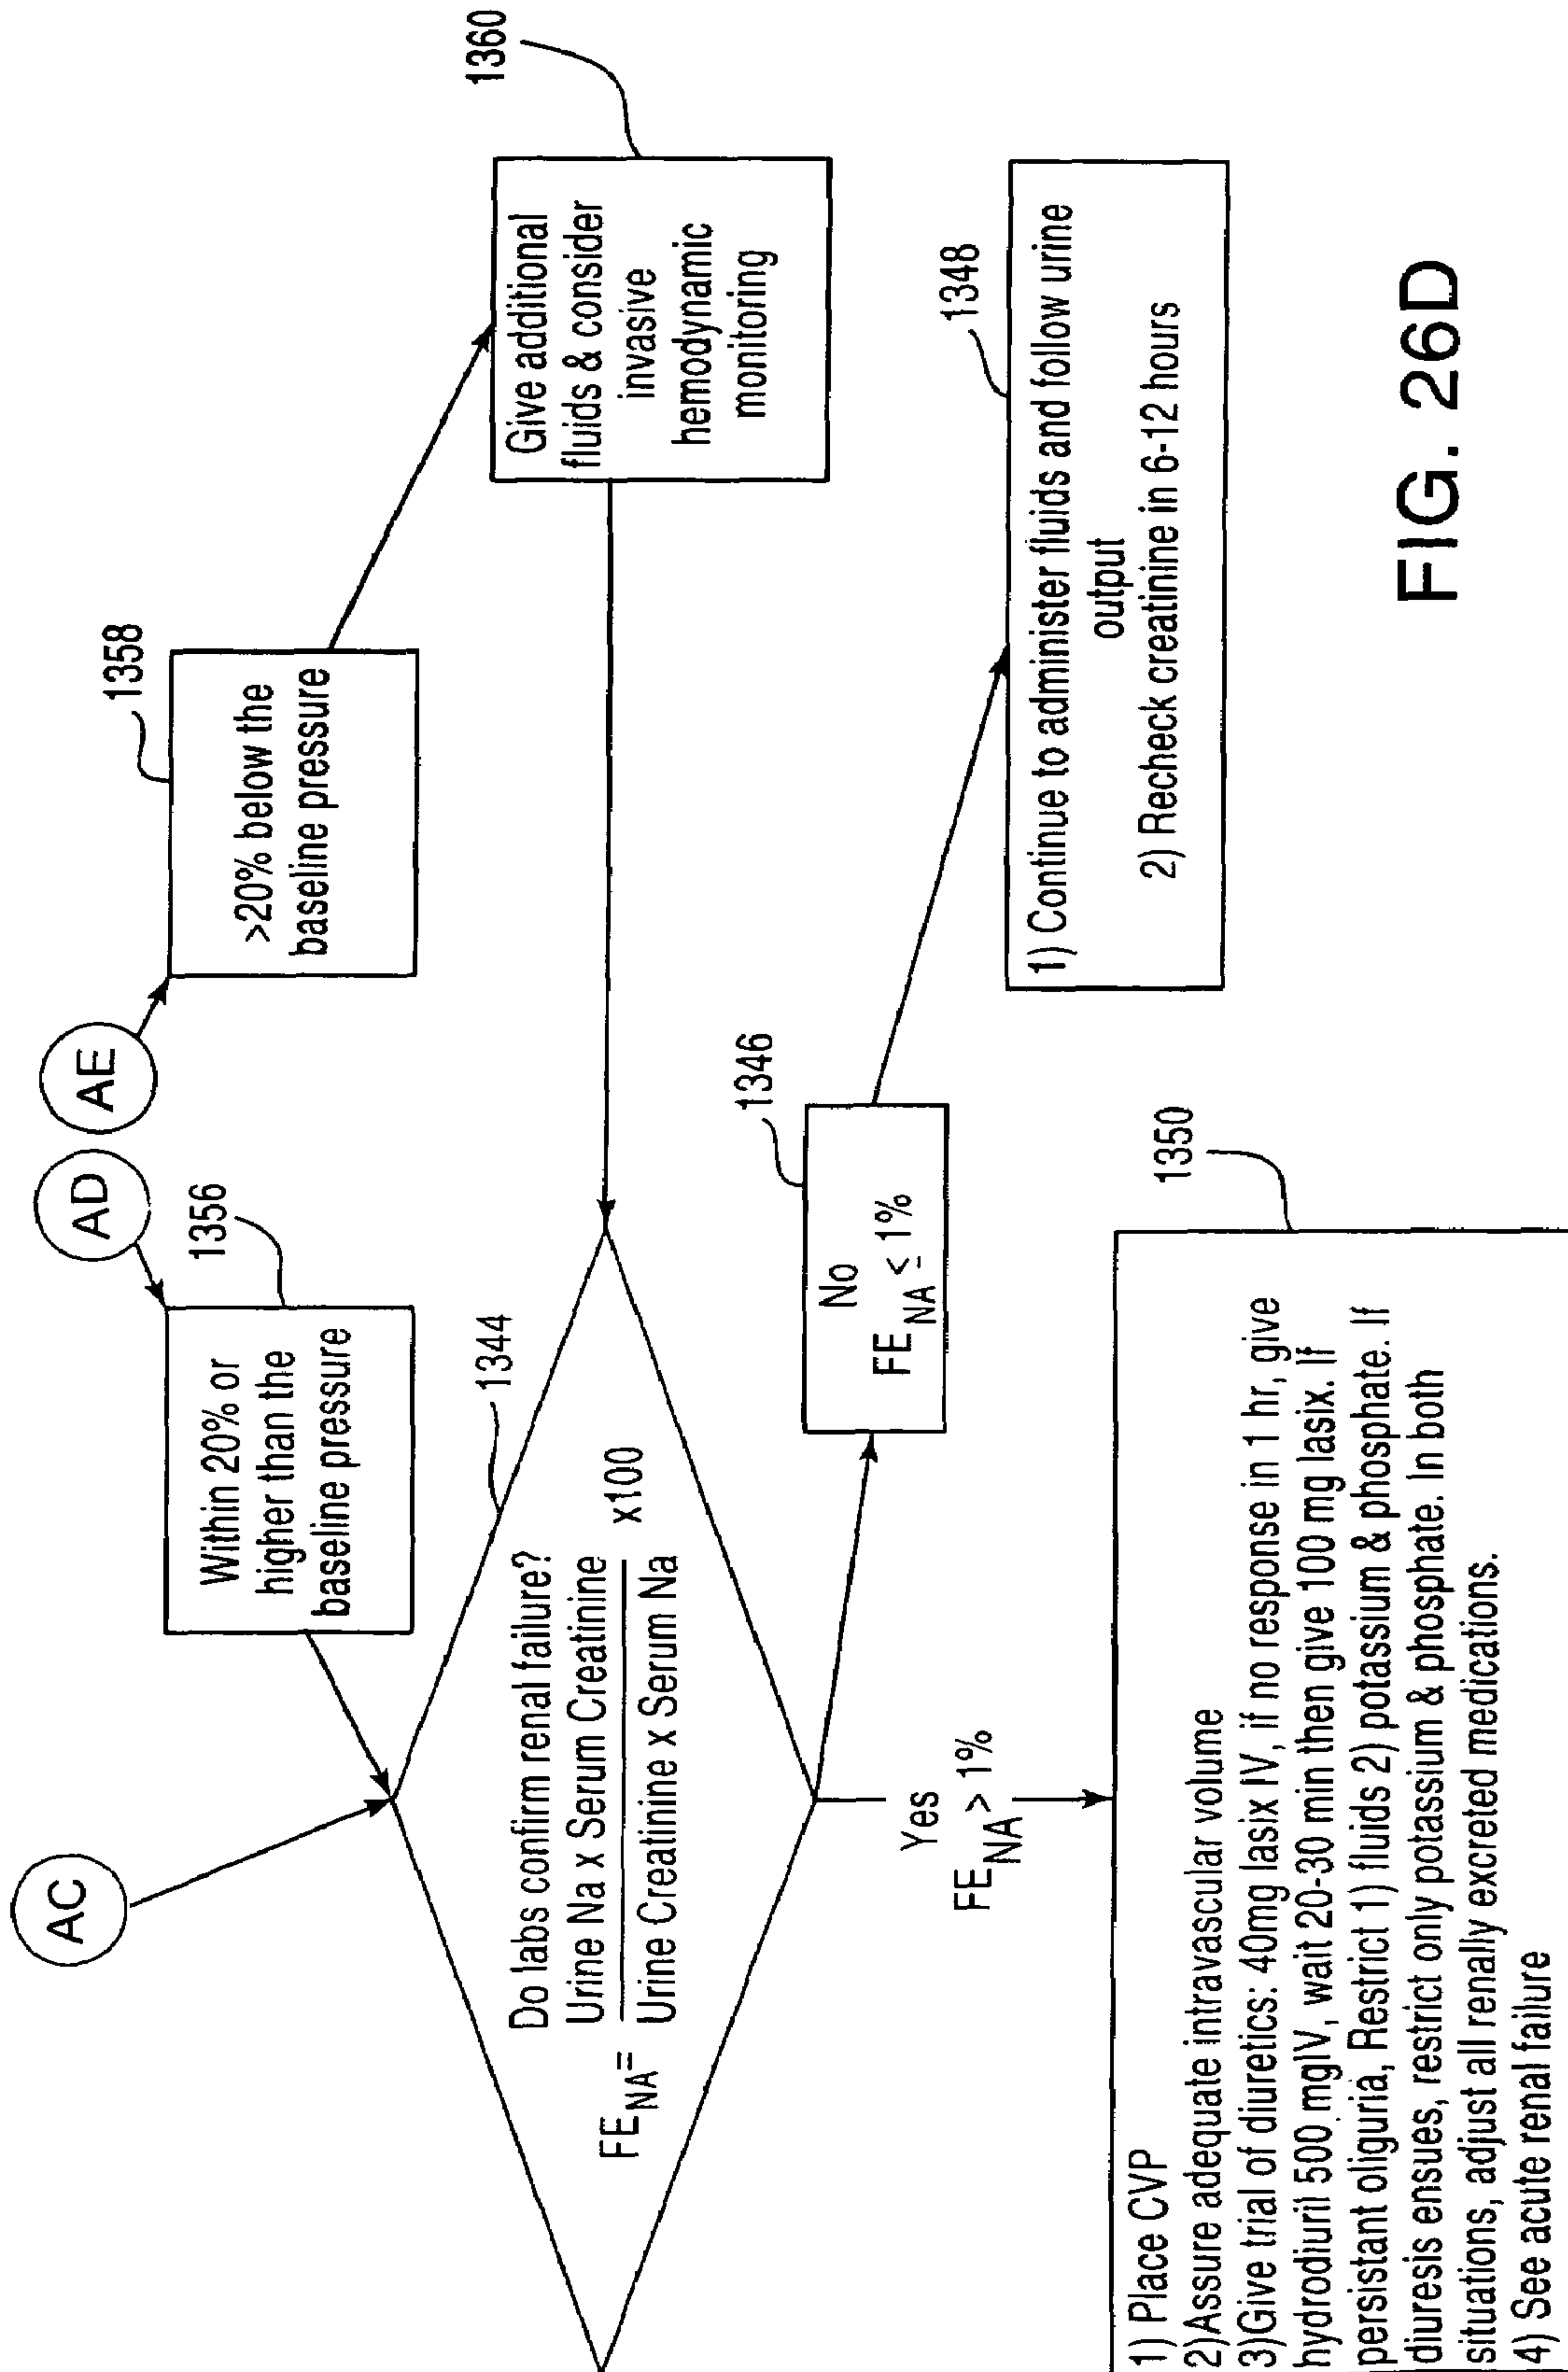 AC
AD
AE
1356
Within 20% or
higher than the
baseline pressure
1358
>20% below the
baseline pressure
1360
Give additional
fluids & consider
invasive
hemodynamic
monitoring
1344
Do labs confirm renal failure?
FE NA = Urine Na x Serum Creatinine x100
Urine Creatinine x Serum Na
1346
No
FE NA ≤ 1%
1348
1) Continue to administer fluids and follow urine
output
2) Recheck creatinine in 6-12 hours
Yes
FE NA > 1%
1350
1) Place CVP
2)Assure adequate intravascular volume
3)Give trial of diuretics: 40mg lasix IV, if no response in 1 hr, give
hydrodiuril 500 mgIV, wait 20-30 min then give 100 mg lasix. If
persistant oliguria, Restrict 1) fluids 2) potassium & phosphate. If
diuresis ensues, restrict only potassium & phosphate. In both
situations, adjust all renally excreted medications.
4) See acute renal failure
FIG. 26D